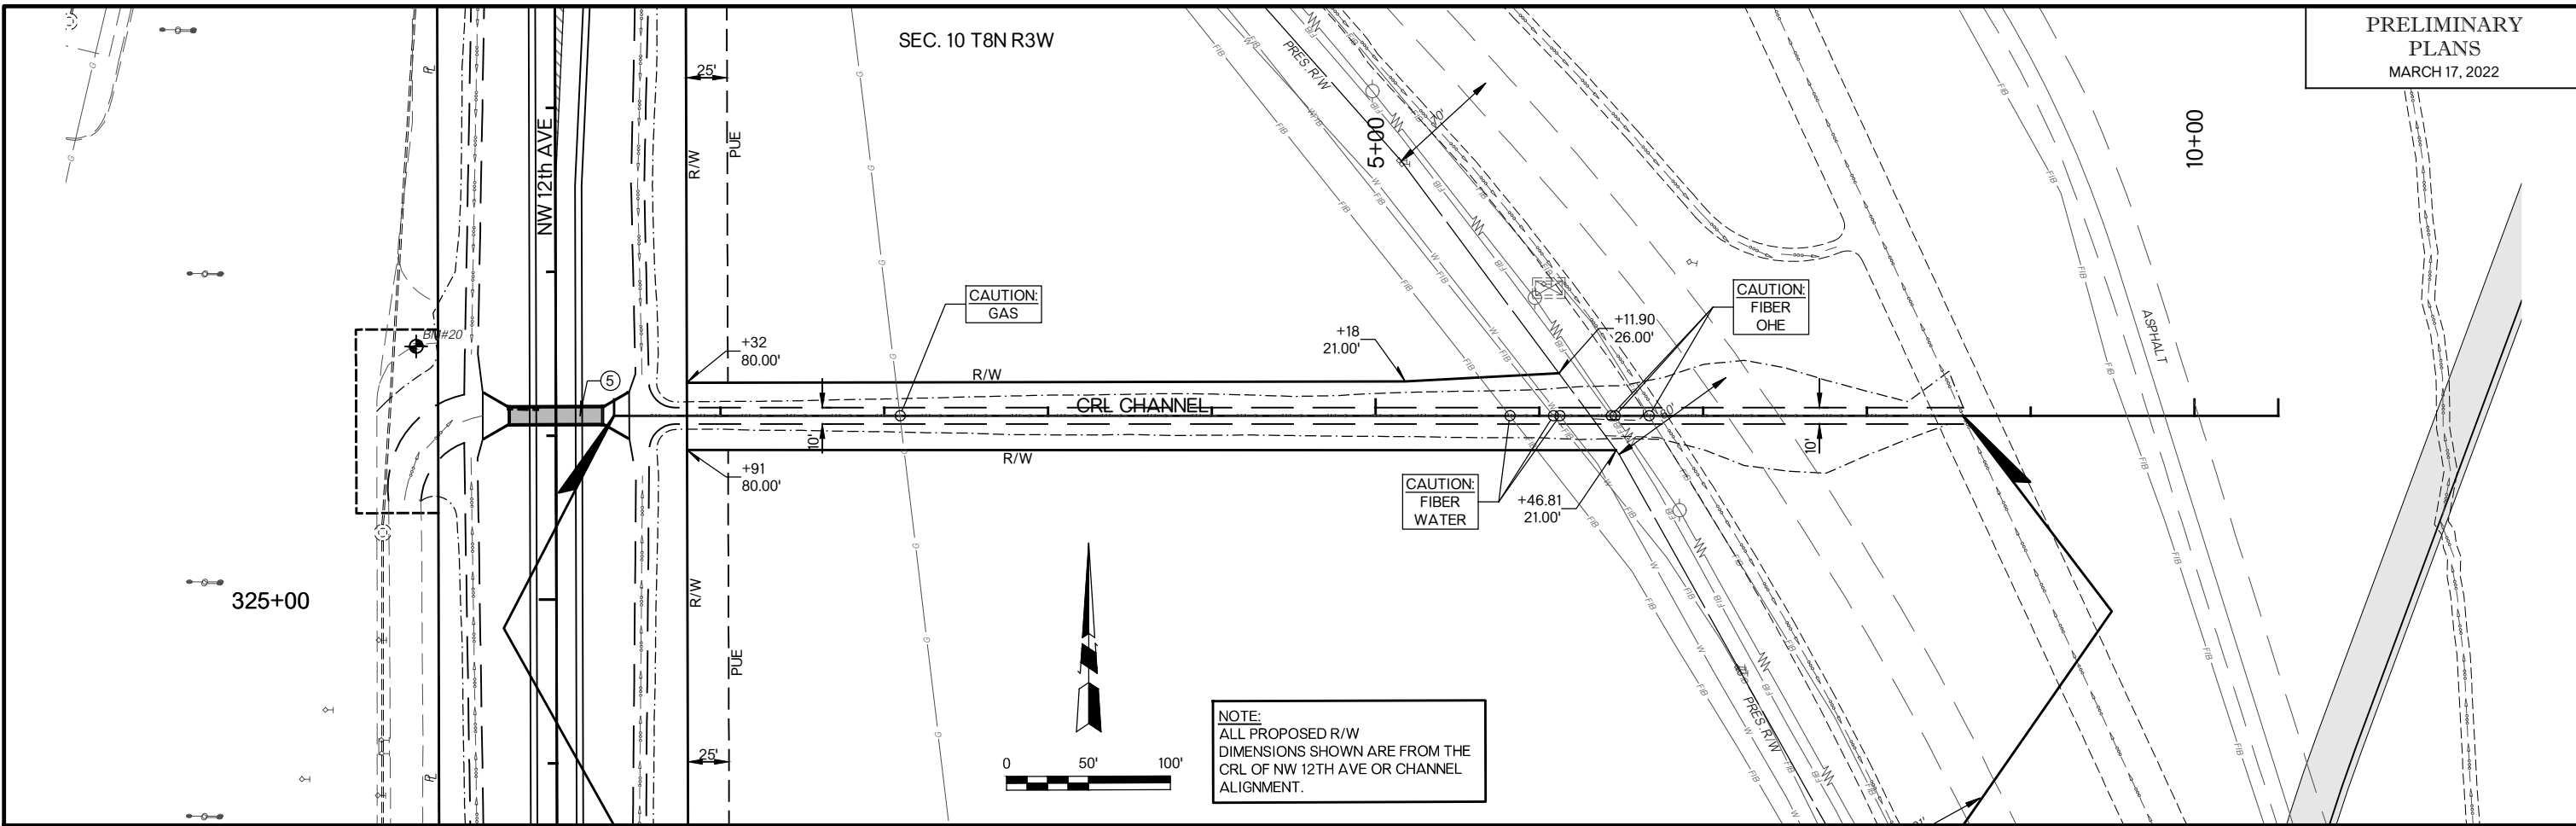 PRELIMINARY
PLANS
MARCH 17, 2022
SEC. 10 T8N R3W
25'
PUE
R/W
NW 12th AVE
PL
PRES. R/W
5+00
10+00
ASPHALT
BM#20
5
CAUTION:
GAS
+32
80.00'
R/W
+18
21.00'
+11.90
26.00'
CAUTION:
FIBER
OHE
CRL CHANNEL
10'
10'
R/W
+91
80.00'
CAUTION:
FIBER
WATER
+46.81
21.00'
325+00
R/W
PUE
25'
PL
PRES. R/W
0 50' 100'
NOTE:
ALL PROPOSED R/W
DIMENSIONS SHOWN ARE FROM THE
CRL OF NW 12TH AVE OR CHANNEL
ALIGNMENT.
G
W
FIB